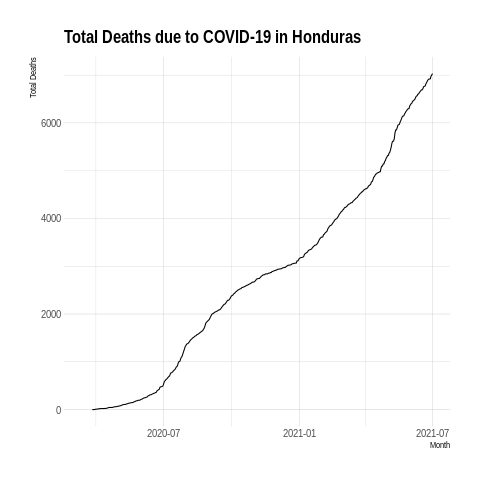 Total Deaths due to COVID-19 in Honduras
Total Deaths
6000
4000
2000
0
2020-07 2021-01 2021-07
Month